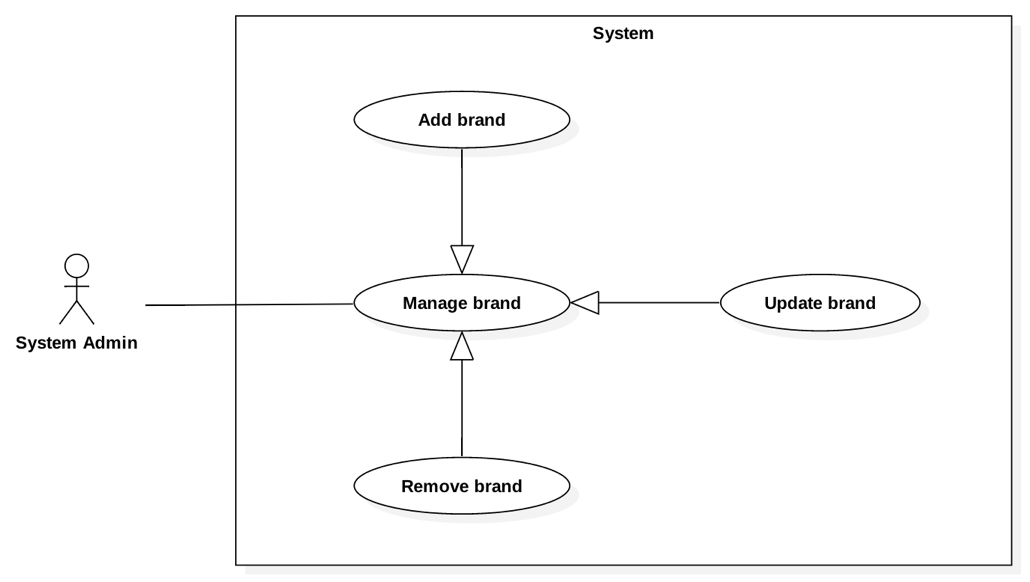 System
Add brand
Manage brand
Update brand
System Admin
Remove brand